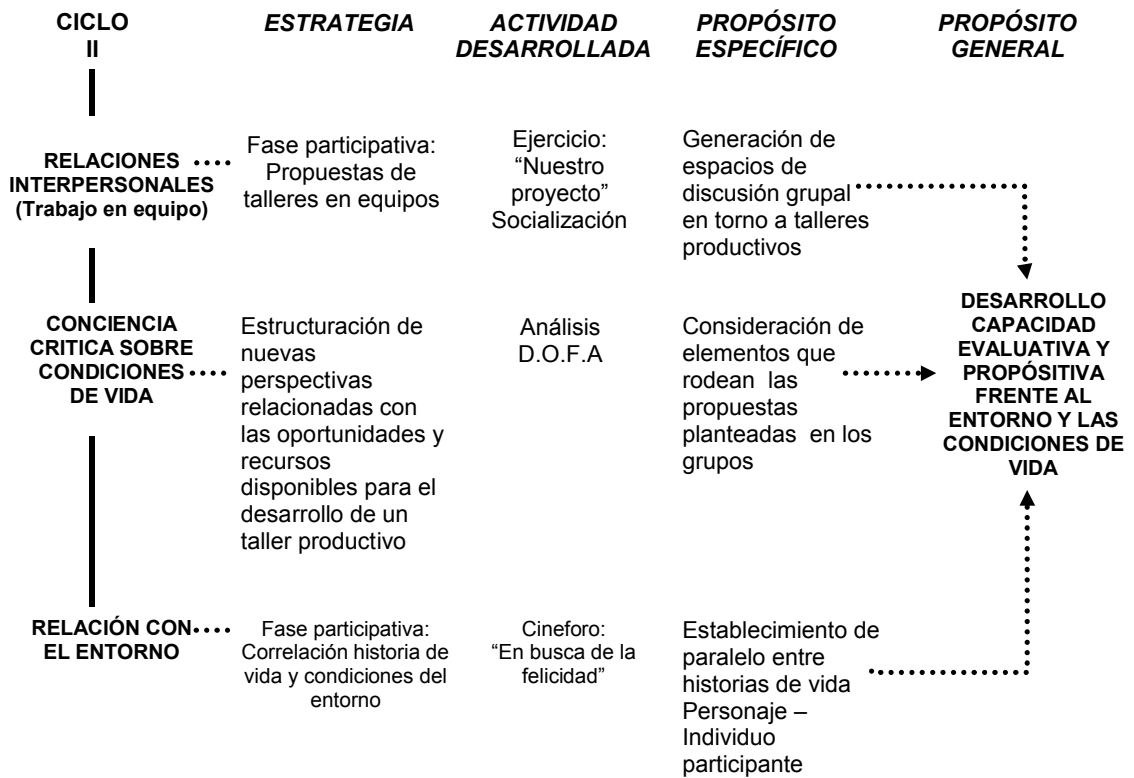 CICLO
II
ESTRATEGIA
ACTIVIDAD
DESARROLLADA
PROPÓSITO
ESPECÍFICO
PROPÓSITO
GENERAL
RELACIONES
INTERPERSONALES
(Trabajo en equipo)
Fase participativa:
Propuestas de
talleres en equipos
Ejercicio:
“Nuestro
proyecto”
Socialización
Generación de
espacios de
discusión grupal
en torno a talleres
productivos
CONCIENCIA
CRITICA SOBRE
CONDICIONES
DE VIDA
Estructuración de
nuevas
perspectivas
relacionadas con
las oportunidades y
recursos
disponibles para el
desarrollo de un
taller productivo
Análisis
D.O.F.A
Consideración de
elementos que
rodean las
propuestas
planteadas en los
grupos
DESARROLLO
CAPACIDAD
EVALUATIVA Y
PROPÓSITIVA
FRENTE AL
ENTORNO Y LAS
CONDICIONES DE
VIDA
RELACIÓN CON
EL ENTORNO
Fase participativa:
Correlación historia de
vida y condiciones del
entorno
Cineforo:
“En busca de la
felicidad”
Establecimiento de
paralelo entre
historias de vida
Personaje –
Individuo
participante